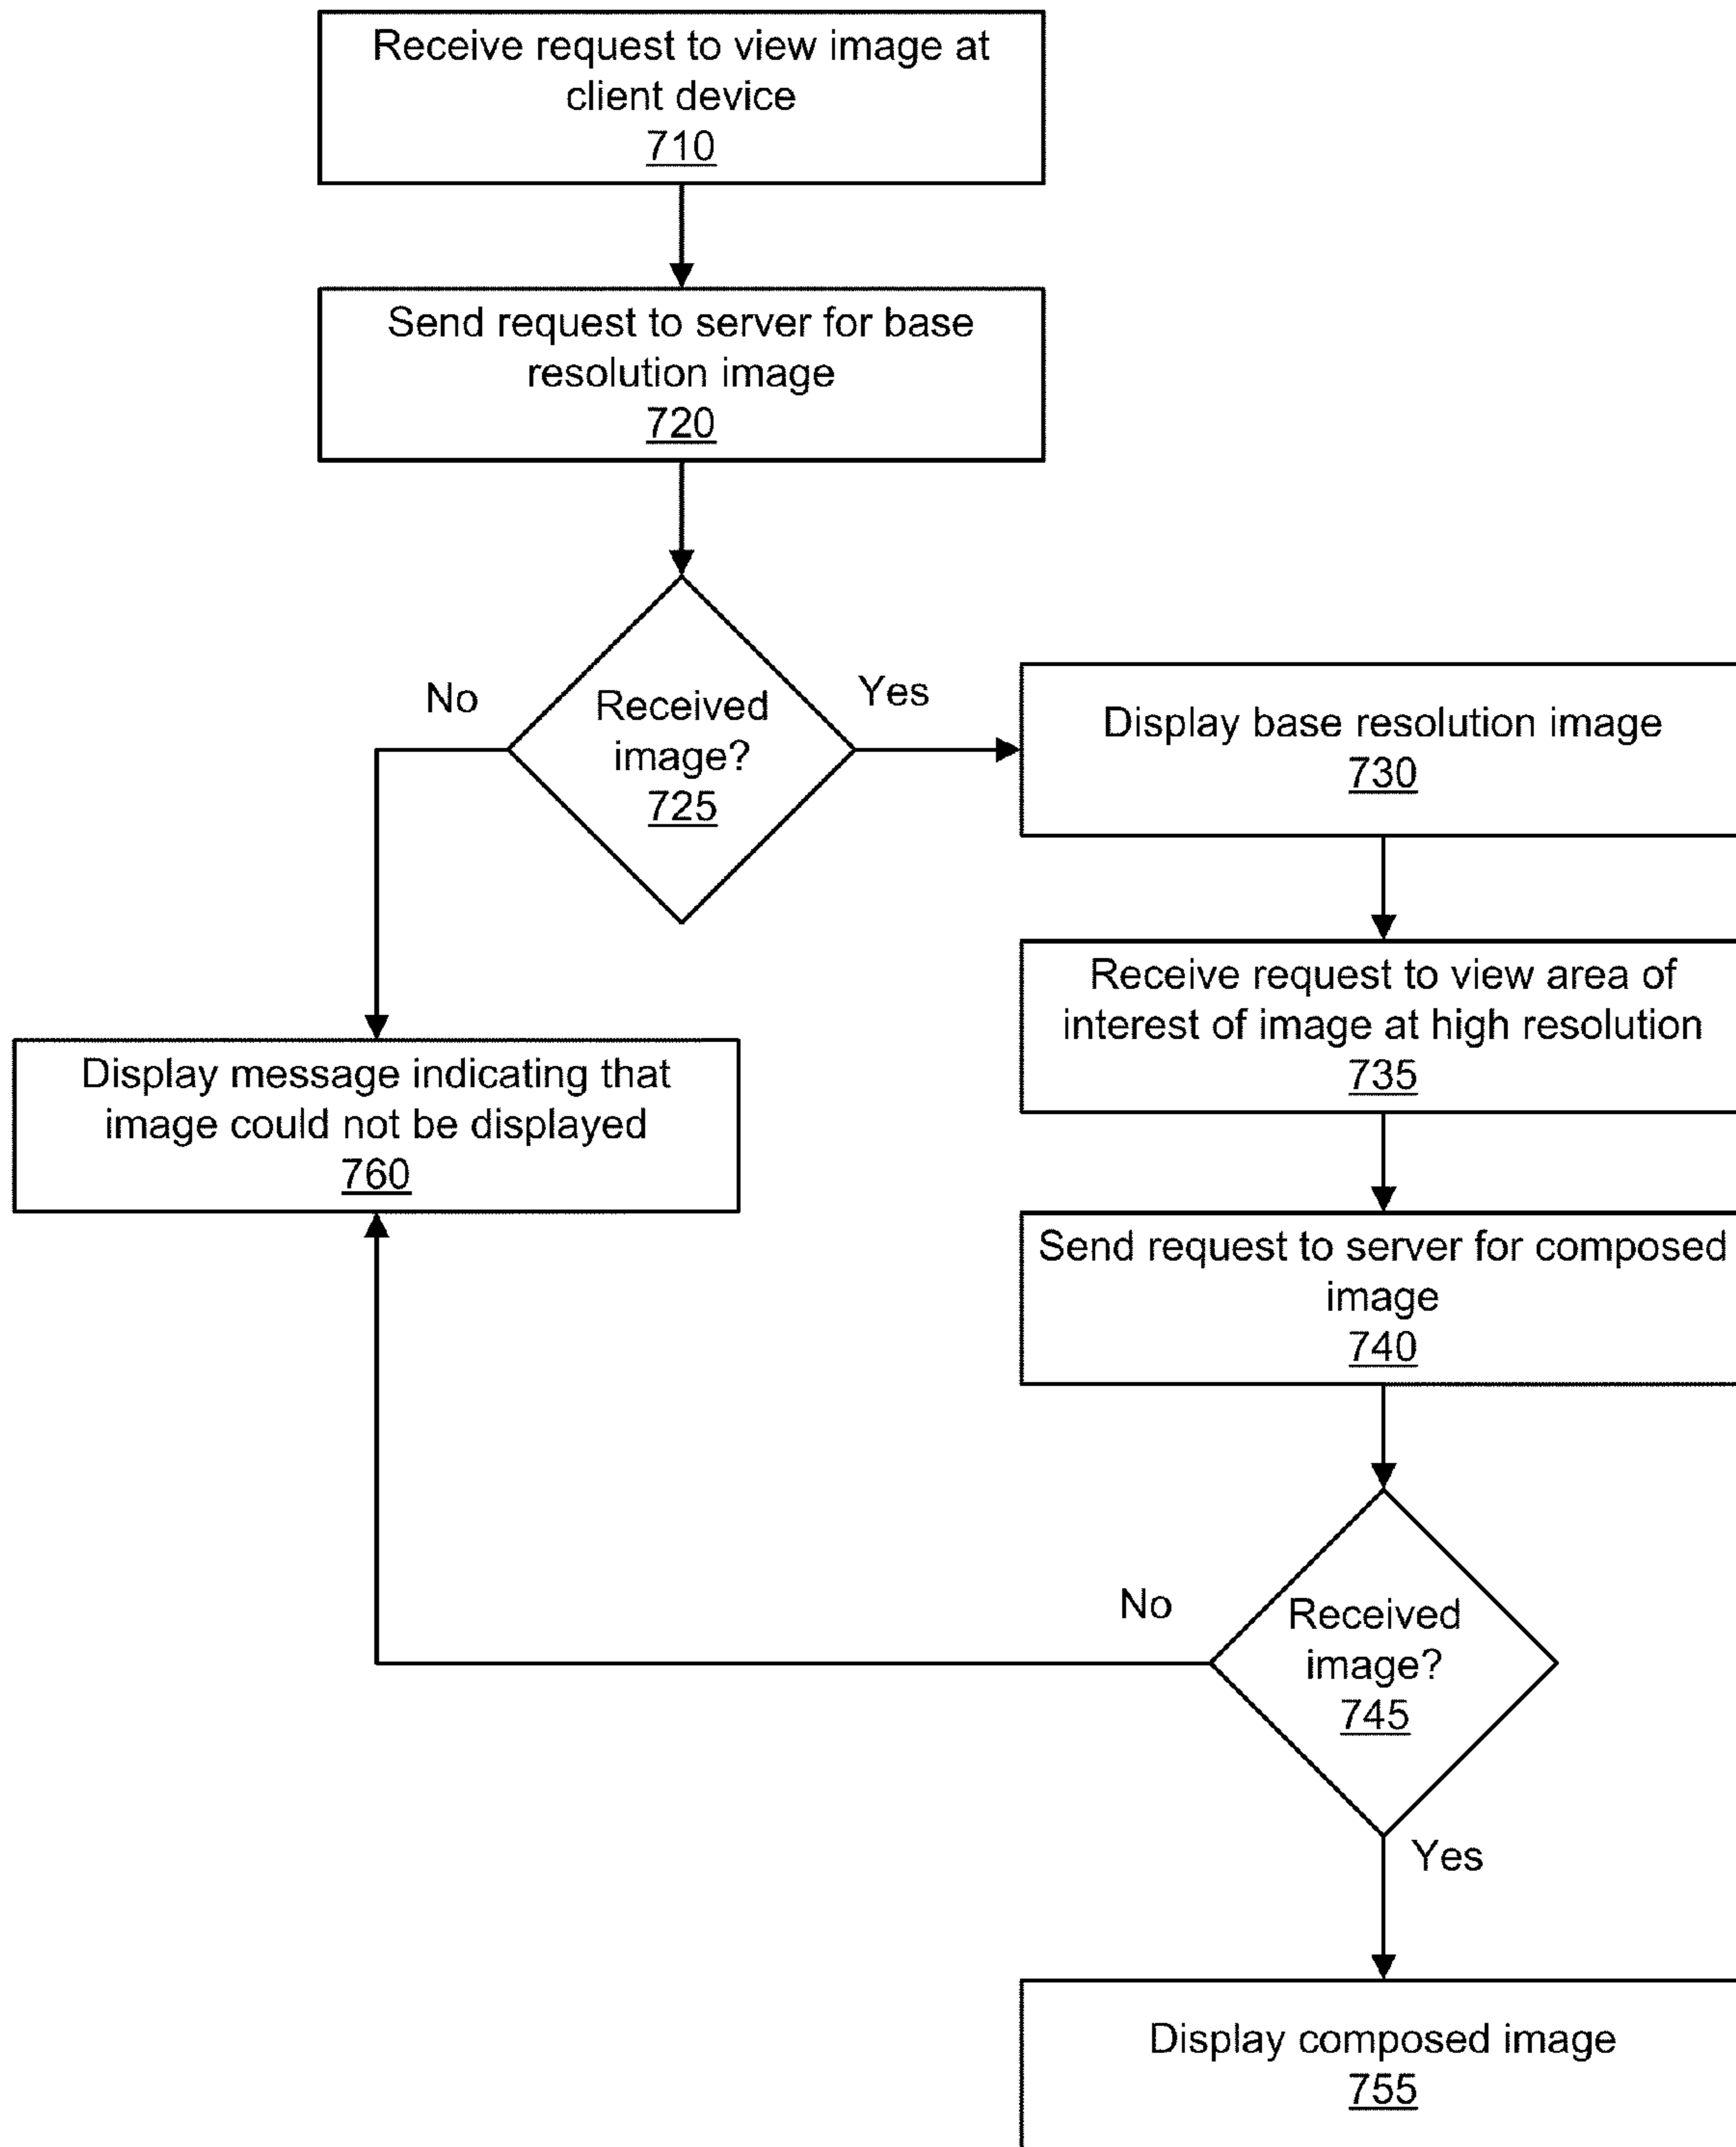 Receive request to view image at
client device
710
Send request to server for base
resolution image
720
No
Yes
Received
image?
725
Display base resolution image
730
Receive request to view area of
interest of image at high resolution
735
Display message indicating that
image could not be displayed
760
Send request to server for composed
image
740
No
Received
image?
745
Yes
Display composed image
755